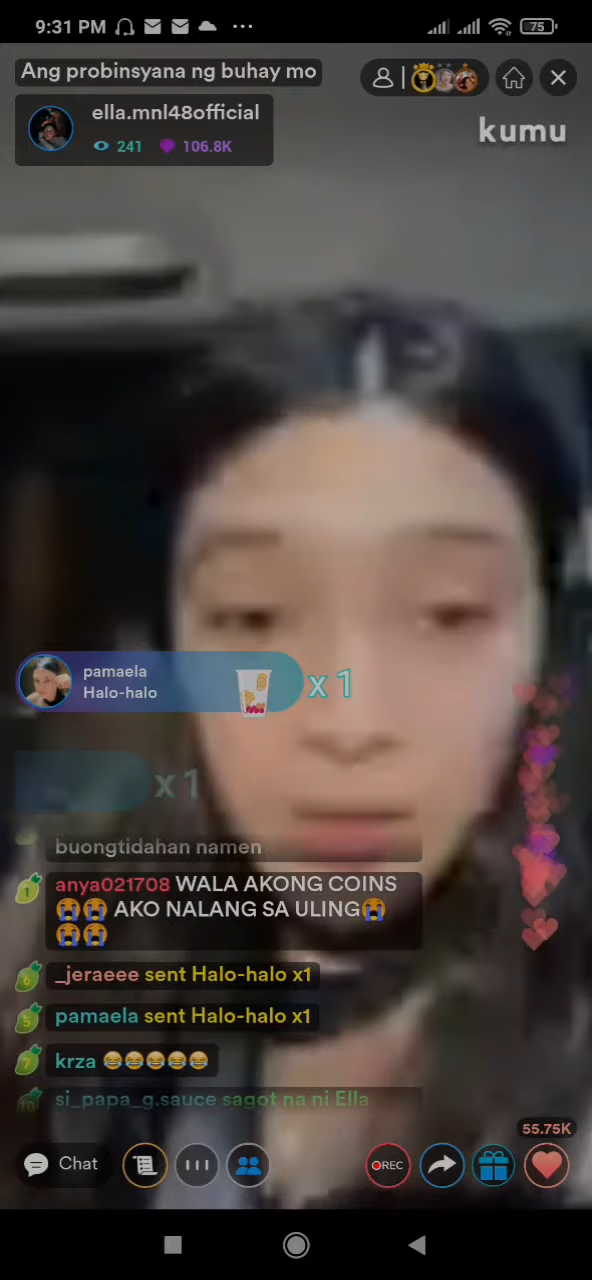 9:31 PM
75
Ang probinsyana ng buhay mo
ella.mnl48official
241 106.8K
kumu
pamaela
Halo-halo
x 1
x 1
buongtidahan namen
anya021708 WALA AKONG COINS
😭😭 AKO NALANG SA ULING😭
😭😭
_jeraeee sent Halo-halo x1
pamaela sent Halo-halo x1
krza 😂😂😂😂😂
si_papa_g.sauce sagot na ni Ella
55.75K
Chat
REC